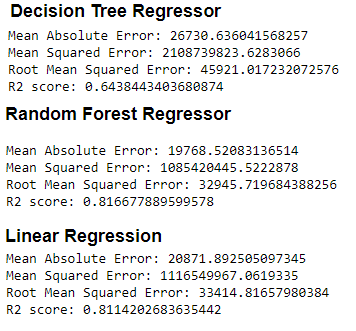 Decision Tree Regressor
Mean Absolute Error: 26730.636041568257
Mean Squared Error: 2108739823.6283066
Root Mean Squared Error: 45921.017232072576
R2 score: 0.6438443403680874
Random Forest Regressor
Mean Absolute Error: 19768.52083136514
Mean Squared Error: 1085420445.5222878
Root Mean Squared Error: 32945.719684388256
R2 score: 0.816677889599578
Linear Regression
Mean Absolute Error: 20871.892505097345
Mean Squared Error: 1116549967.0619335
Root Mean Squared Error: 33414.81657980384
R2 score: 0.8114202683635442